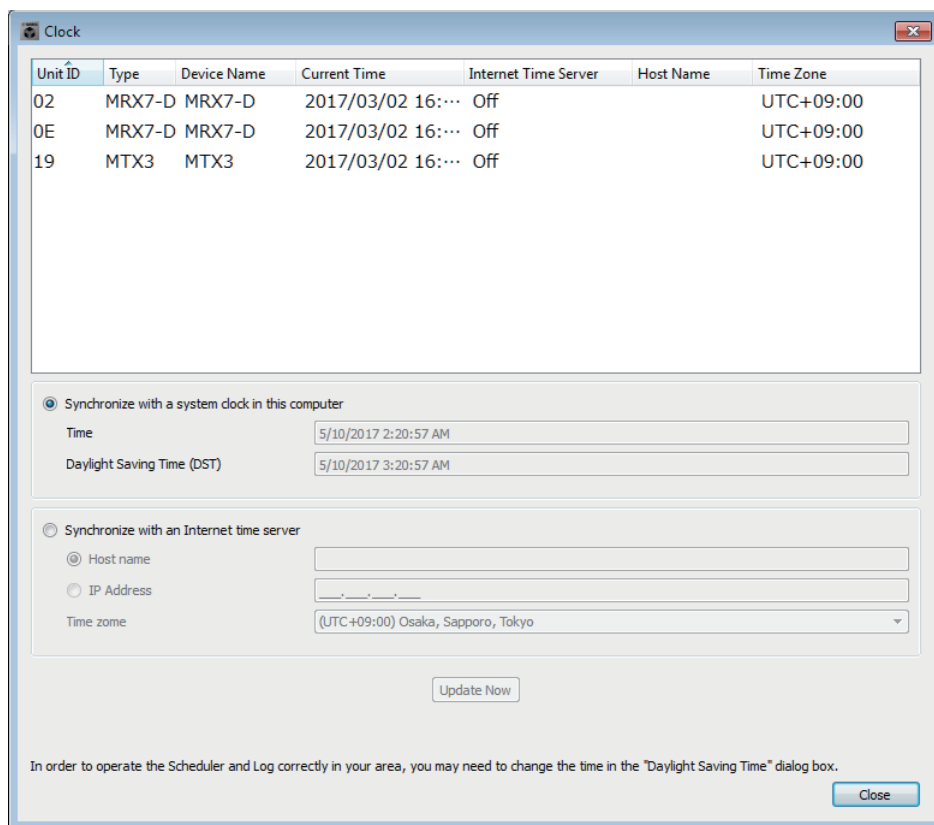 Clock
Unit ID Type Device Name Current Time Internet Time Server Host Name Time Zone
02 MRX7-D MRX7-D 2017/03/02 16:··· Off UTC+09:00
0E MRX7-D MRX7-D 2017/03/02 16:··· Off UTC+09:00
19 MTX3 MTX3 2017/03/02 16:··· Off UTC+09:00
Synchronize with a system clock in this computer
Time 5/10/2017 2:20:57 AM
Daylight Saving Time (DST) 5/10/2017 3:20:57 AM
Synchronize with an Internet time server
Host name
IP Address ___.___.___.___
Time zome (UTC+09:00) Osaka, Sapporo, Tokyo
Update Now
In order to operate the Scheduler and Log correctly in your area, you may need to change the time in the "Daylight Saving Time" dialog box.
Close